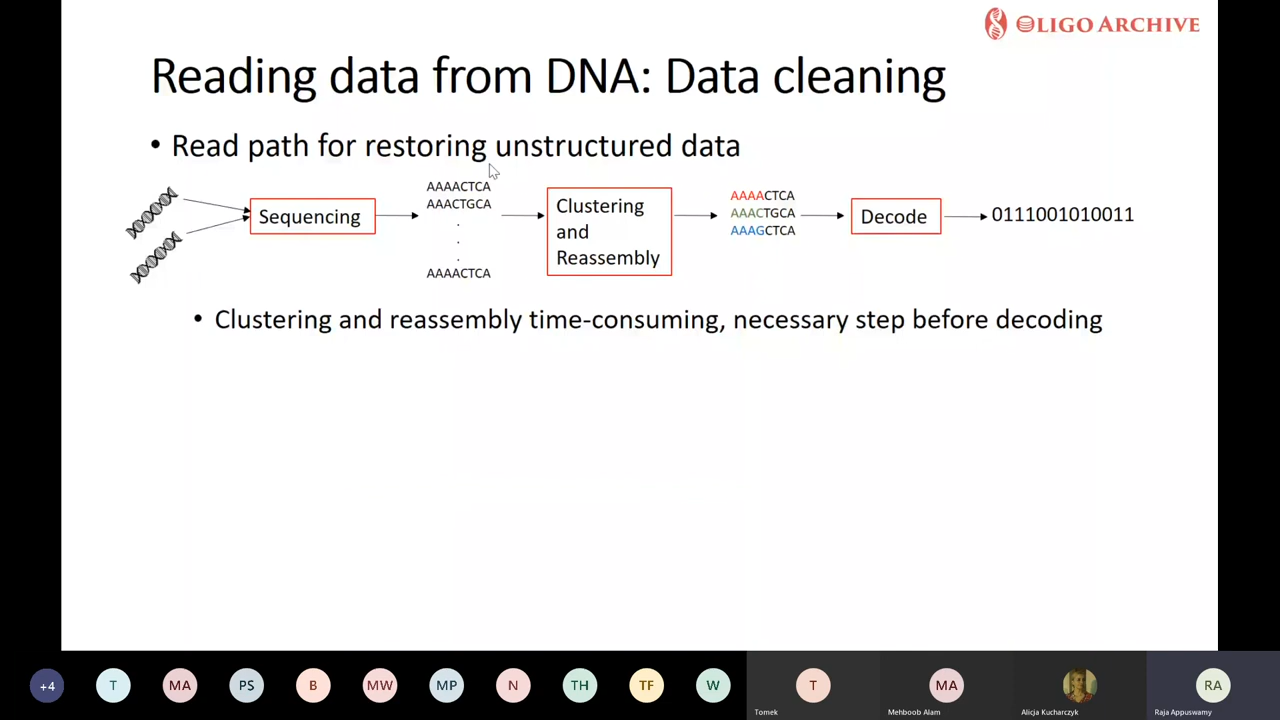 OLIGO ARCHIVE
Reading data from DNA: Data cleaning
• Read path for restoring unstructured data
Sequencing
AAAACTCA
AAACTGCA
.
.
.
AAAACTCA
Clustering
and
Reassembly
AAAACTCA
AAACTGCA
AAAGCTCA
Decode
0111001010011
• Clustering and reassembly time-consuming, necessary step before decoding
+4
T
MA
PS
B
MW
MP
N
TH
TF
W
T
Tomek
MA
Mehboob Alam
Alicja Kucharczyk
RA
Raja Appuswamy